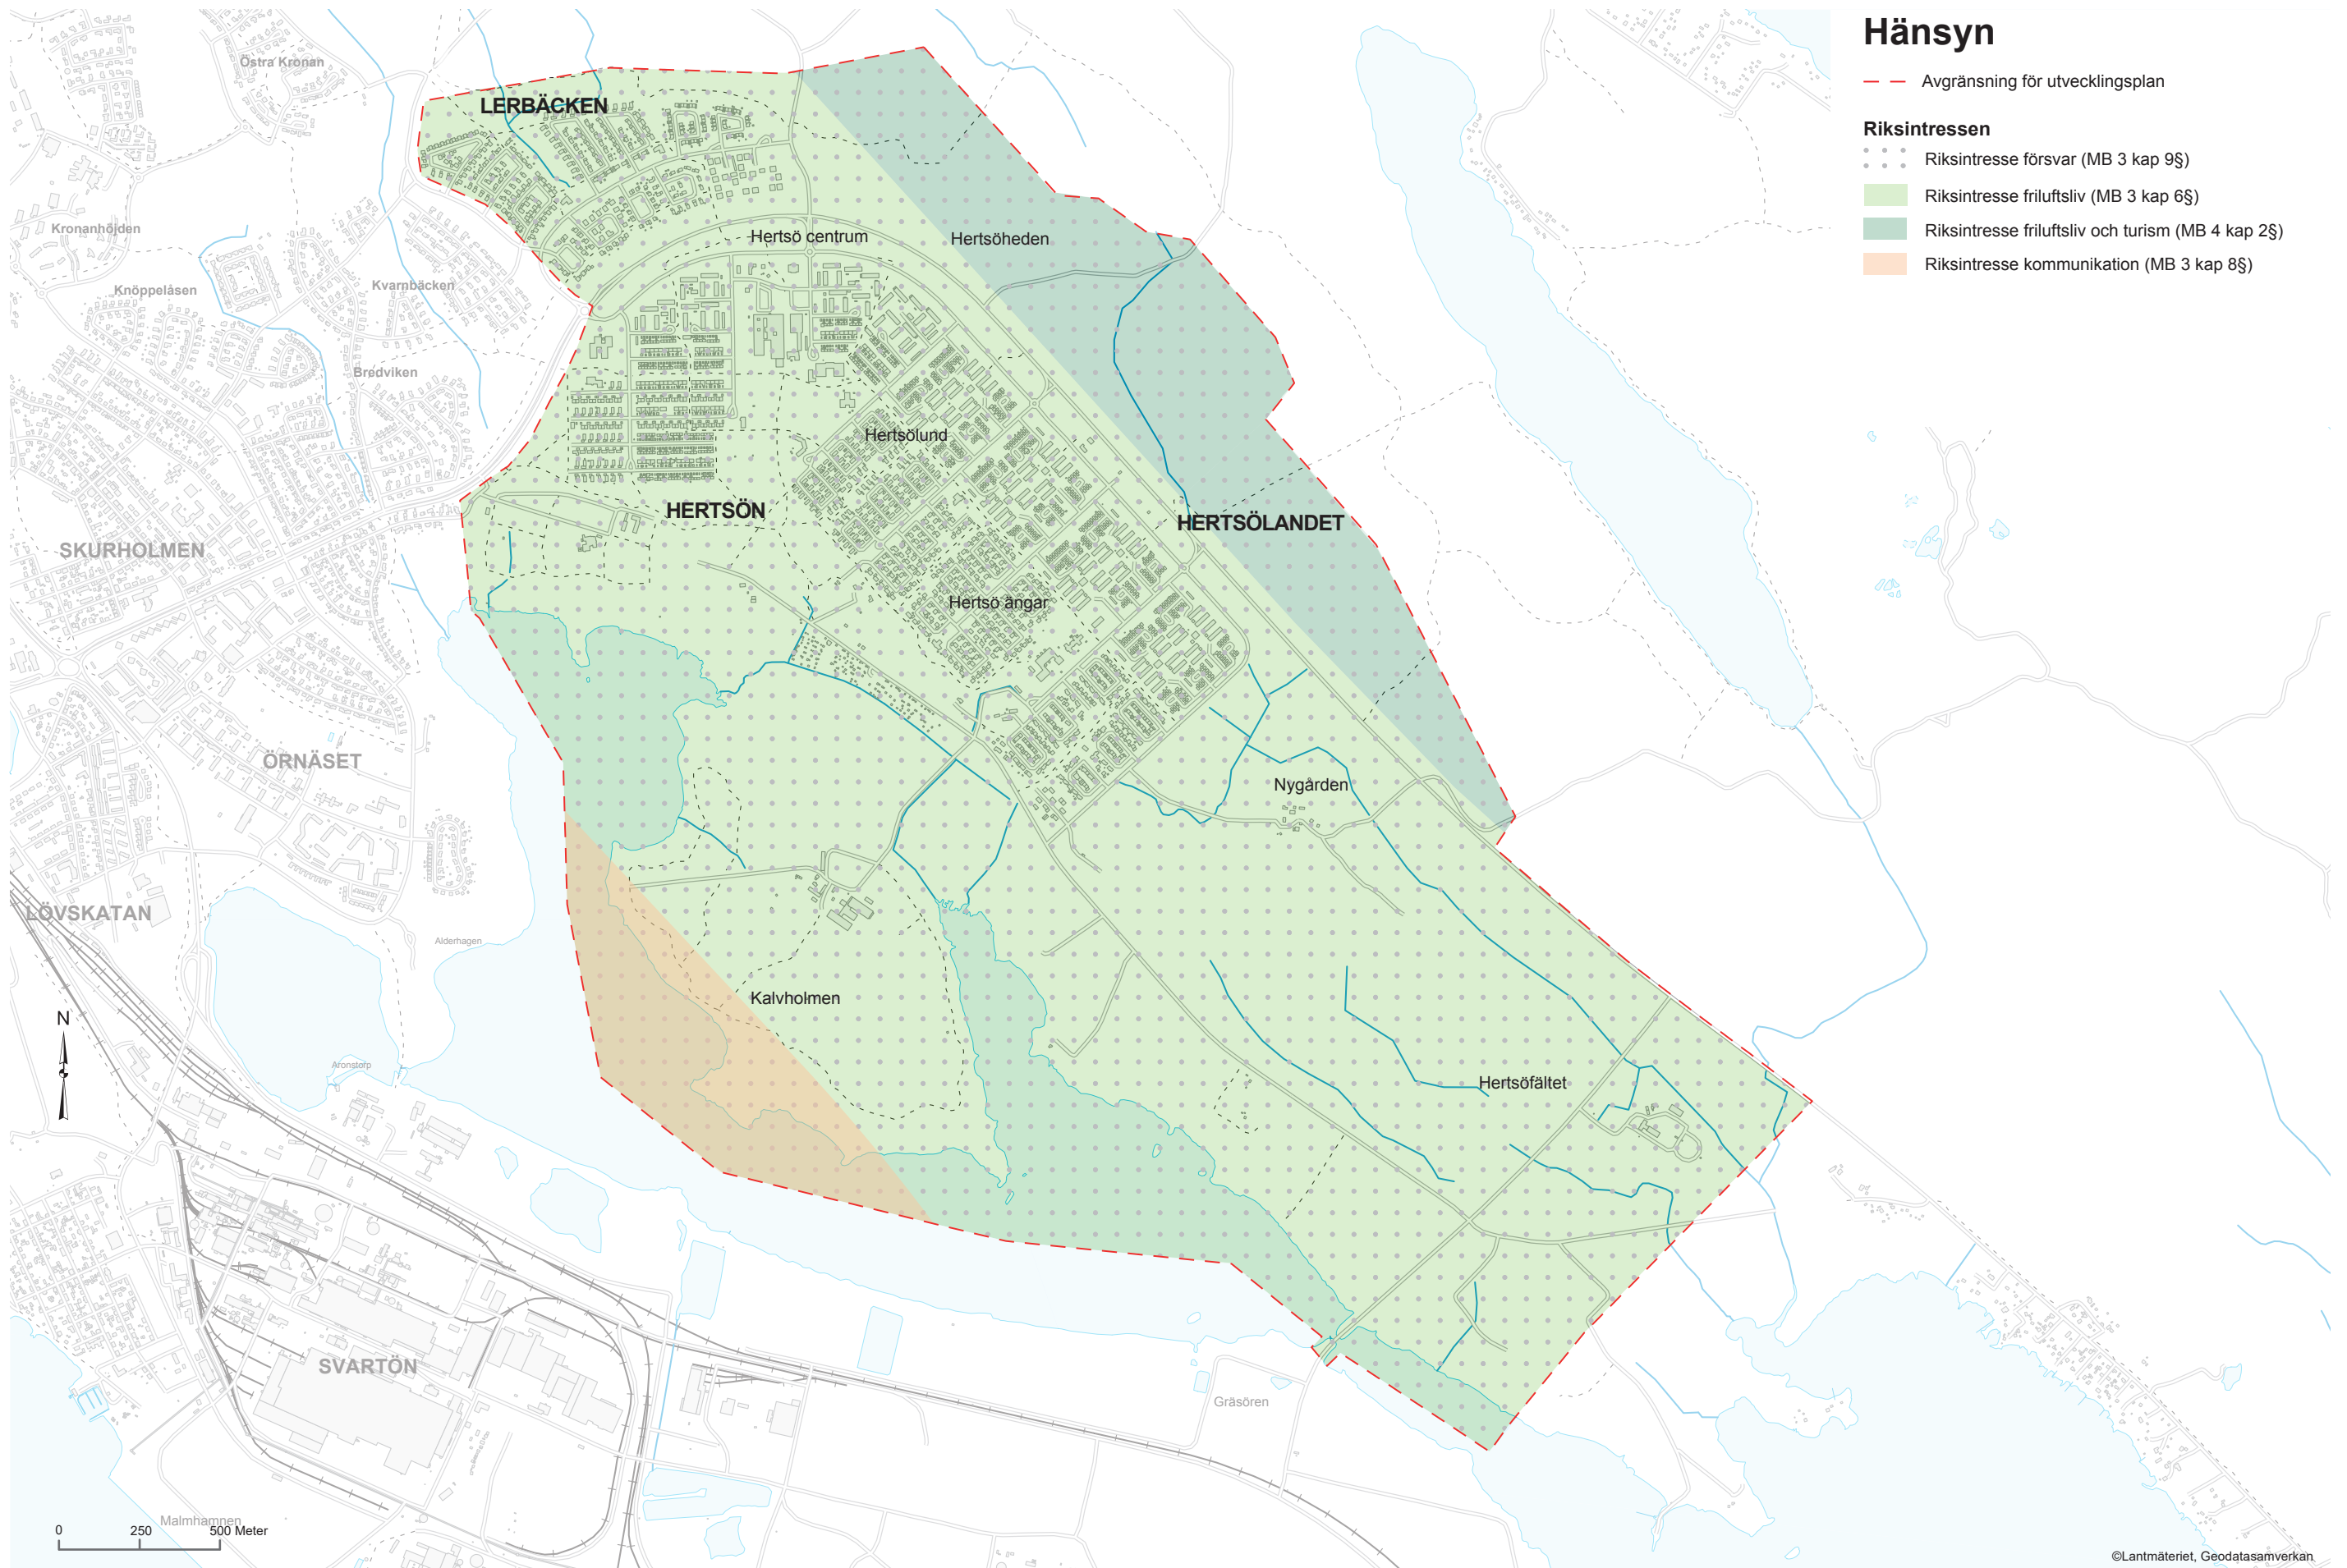 Hänsyn
Avgränsning för utvecklingsplan
Riksintressen
Riksintresse försvar (MB 3 kap 9§)
Riksintresse friluftsliv (MB 3 kap 6§)
Riksintresse friluftsliv och turism (MB 4 kap 2§)
Riksintresse kommunikation (MB 3 kap 8§)
Östra Kronan
LERBÄCKEN
Kronanhöjden
Hertsö centrum
Hertsöheden
Knöppelåsen
Kvarnbäcken
Bredviken
Hertsölund
HERTSÖN
HERTSÖLANDET
SKURHOLMEN
Hertsö ängar
ÖRNÄSET
Nygården
LÖVSKATAN
Alderhagen
Kalvholmen
N
Aronstorp
Hertsöfältet
SVARTÖN
Gräsören
Malmhamnen
0 250 500 Meter
©Lantmäteriet, Geodatasamverkan